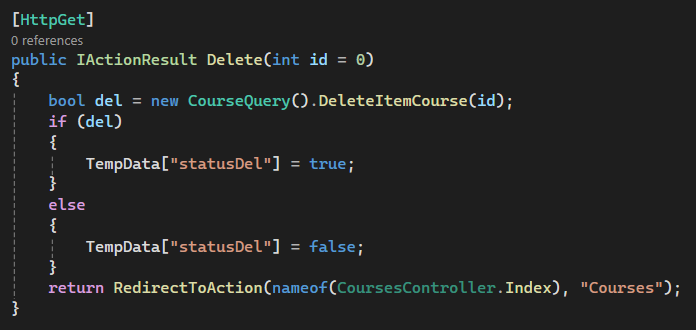 [HttpGet]
0 references
public IActionResult Delete(int id = 0)
{
    bool del = new CourseQuery().DeleteItemCourse(id);
    if (del)
    {
        TempData["statusDel"] = true;
    }
    else
    {
        TempData["statusDel"] = false;
    }
    return RedirectToAction(nameof(CoursesController.Index), "Courses");
}